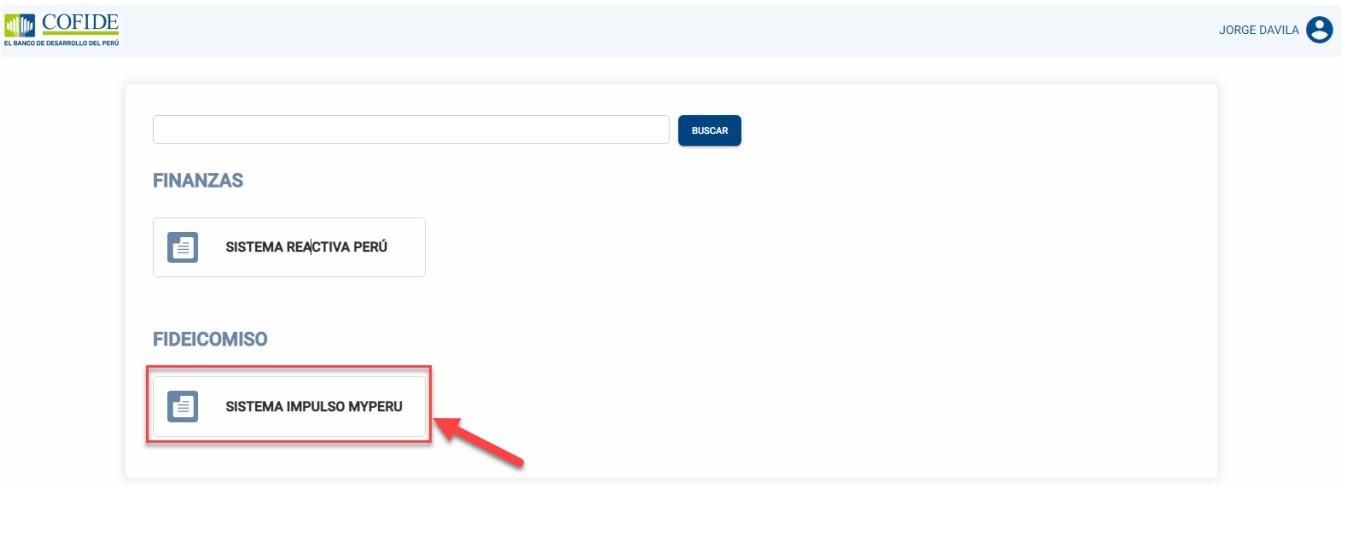 COFIDE
EL BANCO DE DESARROLLO DEL PERÚ
JORGE DAVILA
BUSCAR
FINANZAS
SISTEMA REACTIVA PERÚ
FIDEICOMISO
SISTEMA IMPULSO MYPERU